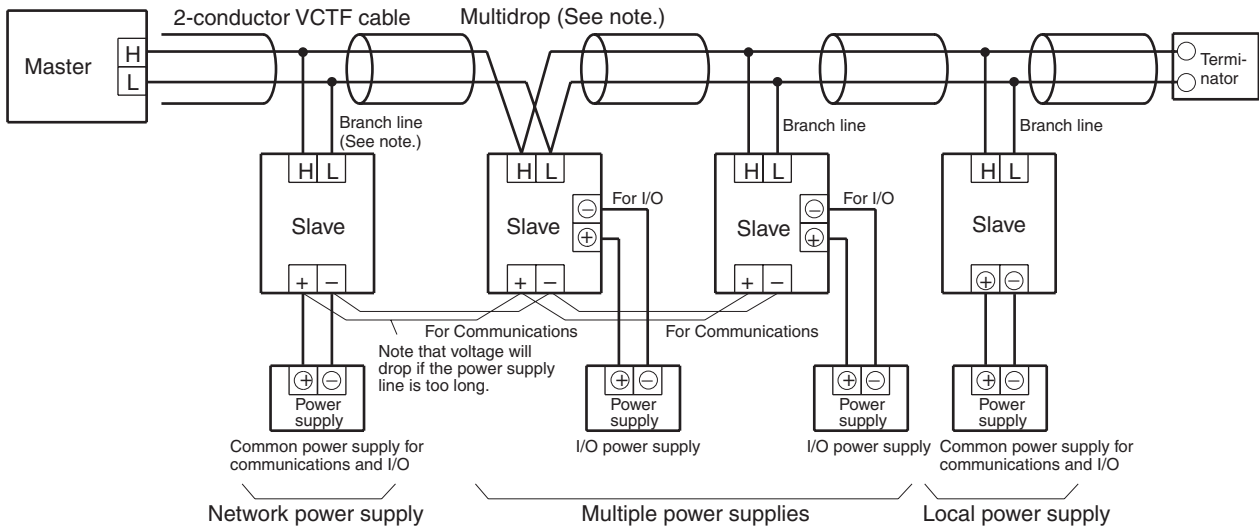 2-conductor VCTF cable
Multidrop (See note.)
Master
H
L
Termi-
nator
Branch line
(See note.)
Branch line
Branch line
H L
H L
H L
H L
Slave
Slave
Slave
Slave
For I/O
For I/O
−
+
−
+
+ −
+ −
+ −
+ −
For Communications
For Communications
Note that voltage will
drop if the power supply
line is too long.
+ −
+ −
+ −
+ −
Power
supply
Power
supply
Power
supply
Power
supply
Common power supply for
communications and I/O
I/O power supply
I/O power supply
Common power supply for
communications and I/O
Network power supply
Multiple power supplies
Local power supply